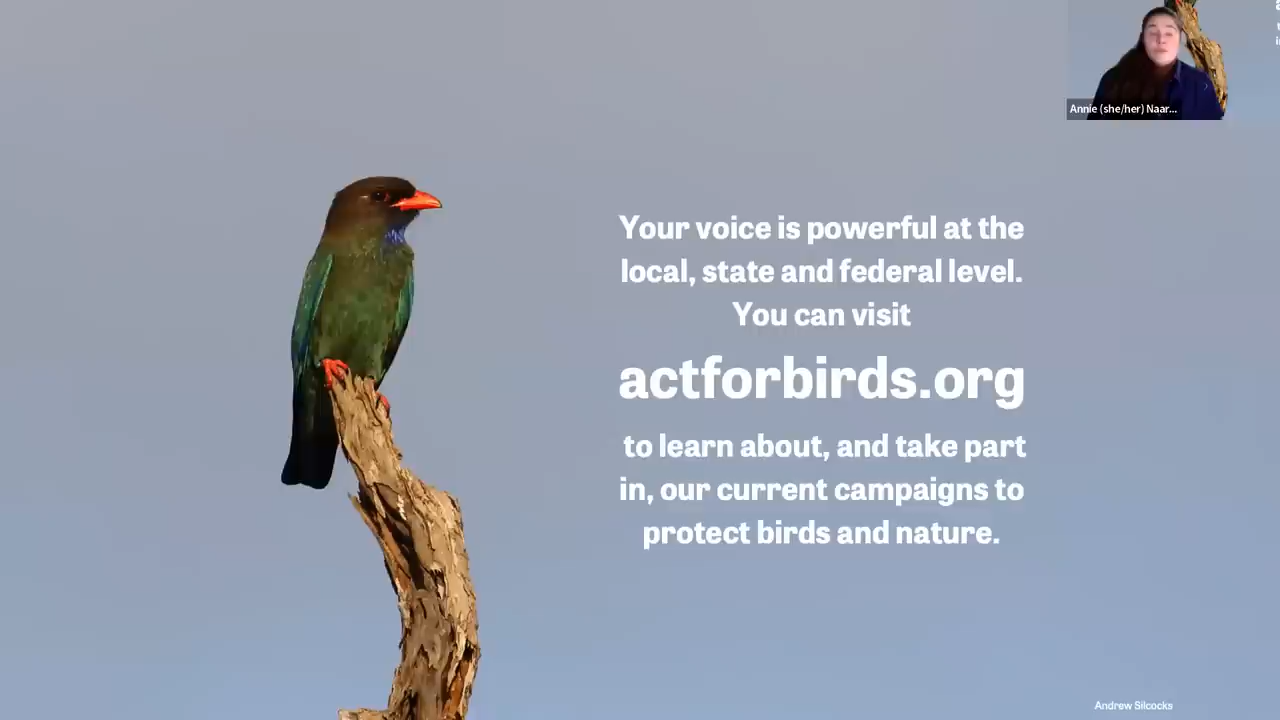 Annie (she/her) Naar...
Your voice is powerful at the
local, state and federal level.
You can visit
actforbirds.org
to learn about, and take part
in, our current campaigns to
protect birds and nature.
Andrew Silcocks